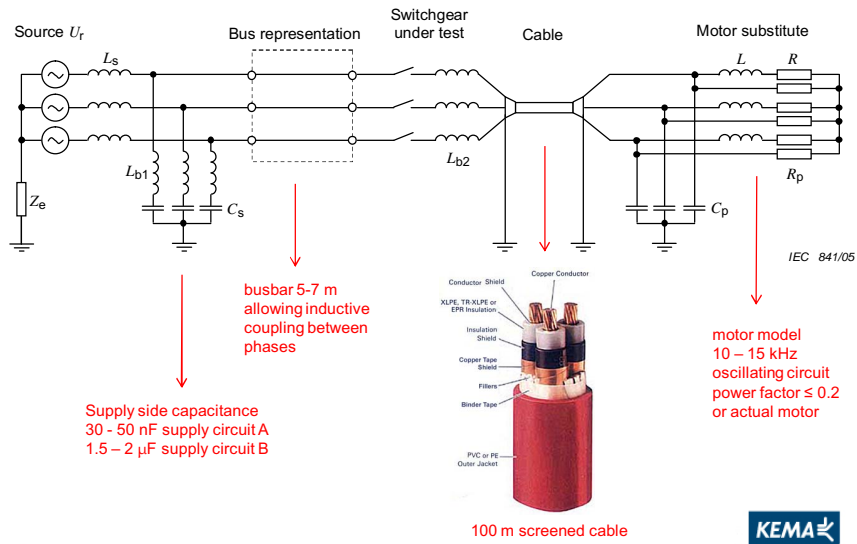 Source Ur
Bus representation
Switchgear
under test
Cable
Motor substitute
Ls
L
R
Lb1
Lb2
Cs
Ze
Rp
Cp
IEC 841/05
busbar 5-7 m
allowing inductive
coupling between
phases
Supply side capacitance
30 - 50 nF supply circuit A
1.5 – 2 μF supply circuit B
Copper Conductor
Conductor Shield
XLPE, TR-XLPE or
EPR Insulation
Insulation
Shield
Copper Tape
Shield
Fillers
Binder Tape
PVC or PE
Outer Jacket
100 m screened cable
motor model
10 – 15 kHz
oscillating circuit
power factor ≤ 0.2
or actual motor
KEMA